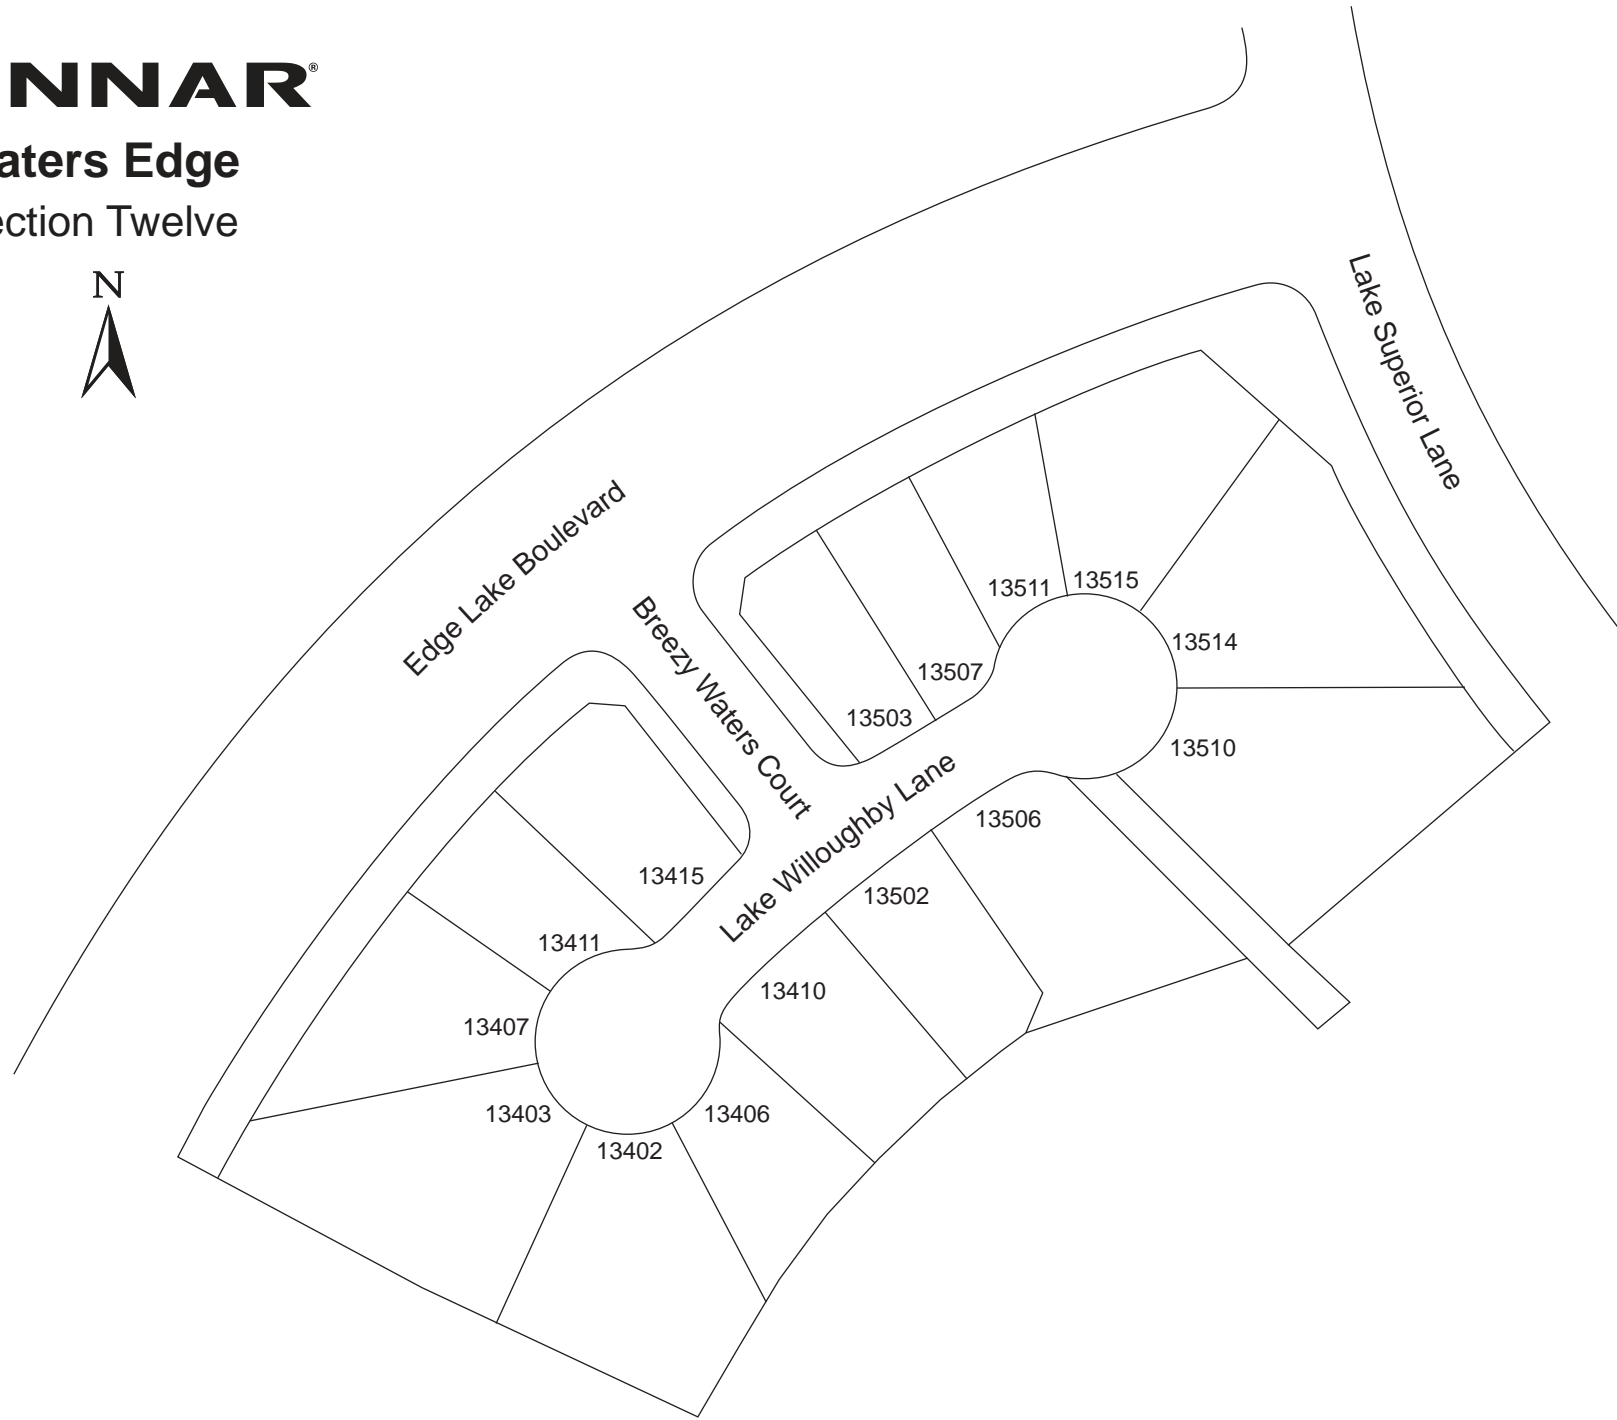 NNAR®
aters Edge
ection Twelve
N
Lake Superior Lane
Edge Lake Boulevard
Breezy Waters Court
Lake Willoughby Lane
13511
13515
13514
13507
13503
13510
13506
13415
13502
13411
13410
13407
13403
13406
13402